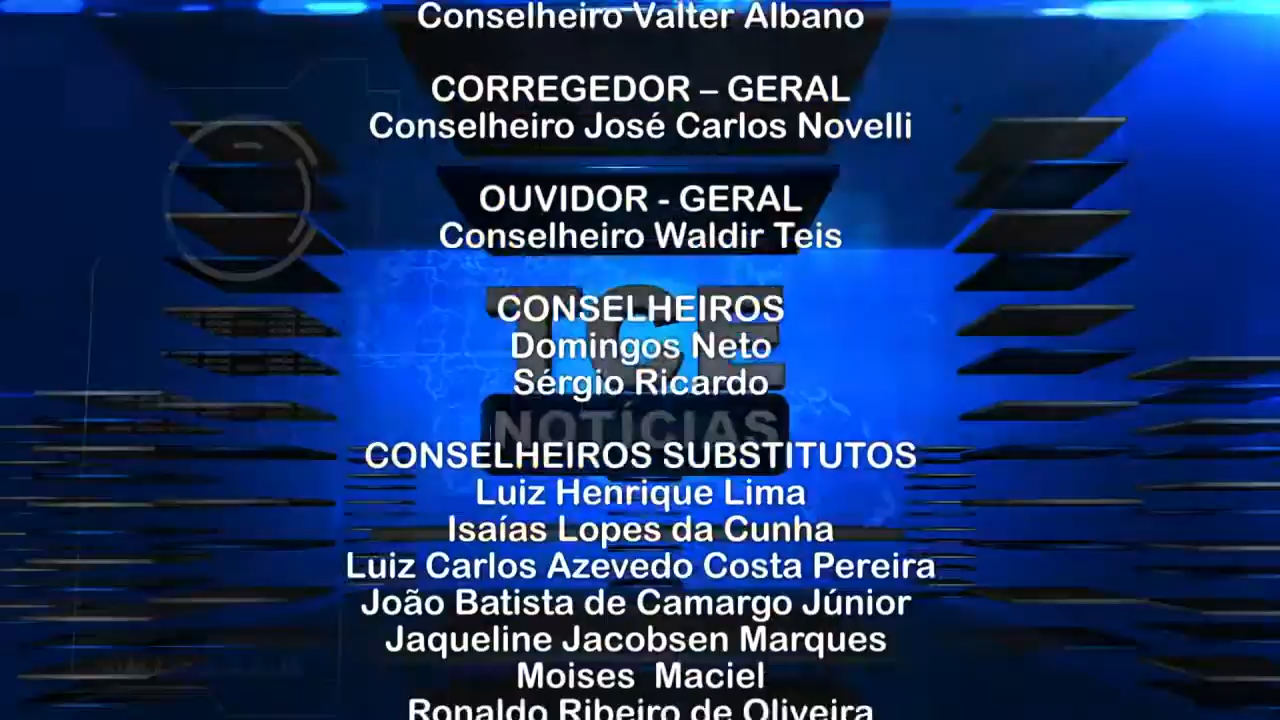 Conselheiro Valter Albano
CORREGEDOR – GERAL
Conselheiro José Carlos Novelli
OUVIDOR - GERAL
Conselheiro Waldir Teis
TCE
CONSELHEIROS
Domingos Neto
Sérgio Ricardo
NOTÍCIAS
CONSELHEIROS SUBSTITUTOS
Luiz Henrique Lima
Isaías Lopes da Cunha
Luiz Carlos Azevedo Costa Pereira
João Batista de Camargo Júnior
Jaqueline Jacobsen Marques
Moises  Maciel
Ronaldo Ribeiro de Oliveira